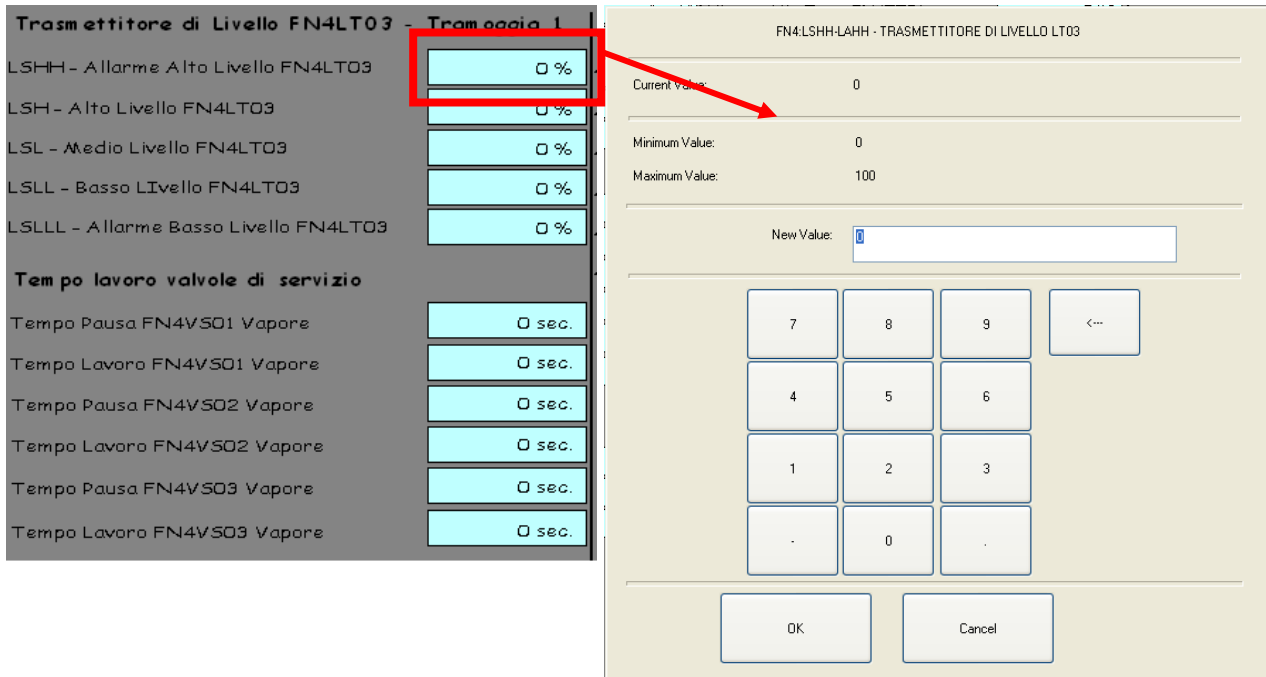 Trasmettitore di Livello FN4LT03 - Tramoggia 1
LSHH - Allarme Alto Livello FN4LT03 0 %
LSH - Alto Livello FN4LT03 0 %
LSL - Medio Livello FN4LT03 0 %
LSLL - Basso LIvello FN4LT03 0 %
LSLLL - Allarme Basso Livello FN4LT03 0 %
Tempo lavoro valvole di servizio
Tempo Pausa FN4VS01 Vapore 0 sec.
Tempo Lavoro FN4VS01 Vapore 0 sec.
Tempo Pausa FN4VS02 Vapore 0 sec.
Tempo Lavoro FN4VS02 Vapore 0 sec.
Tempo Pausa FN4VS03 Vapore 0 sec.
Tempo Lavoro FN4VS03 Vapore 0 sec.
FN4:LSHH-LAHH - TRASMETTITORE DI LIVELLO LT03
Current Value: 0
Minimum Value: 0
Maximum Value: 100
New Value: 0
7 8 9 <---
4 5 6
1 2 3
- 0 .
OK Cancel